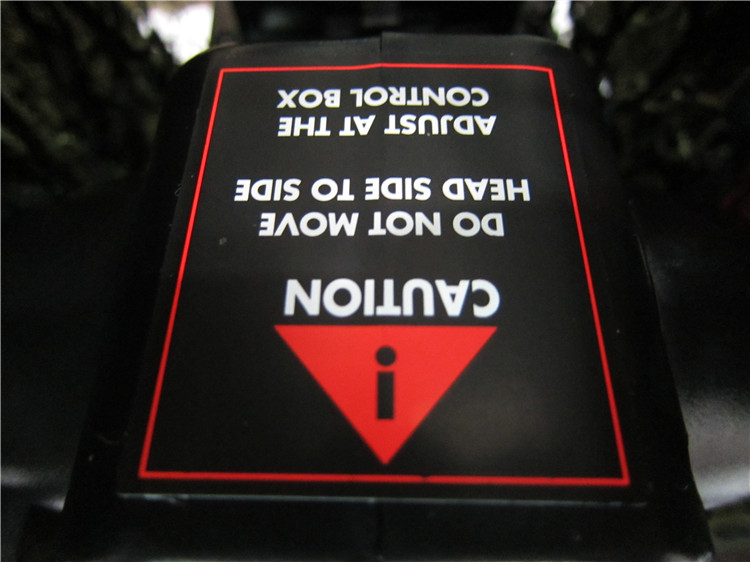 i
CAUTION
DO NOT MOVE
HEAD SIDE TO SIDE
ADJUST AT THE
CONTROL BOX